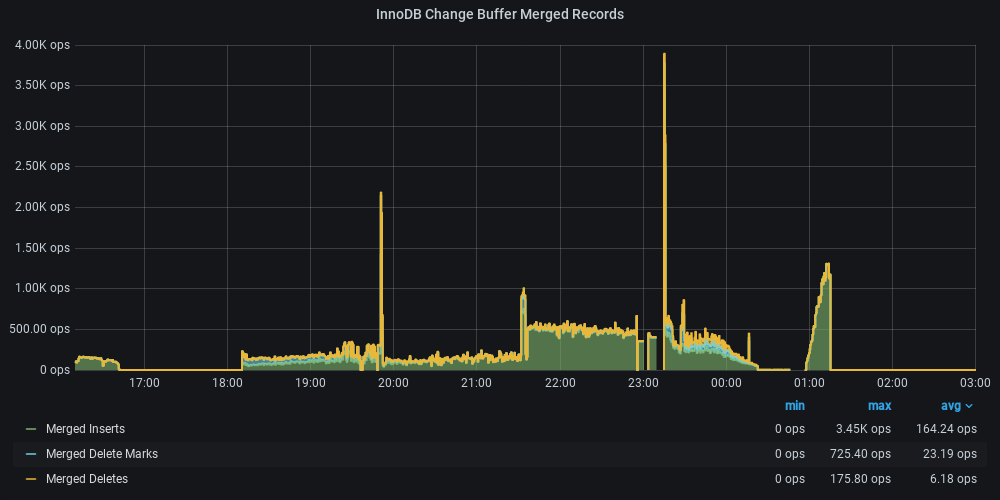 InnoDB Change Buffer Merged Records
4.00K ops
3.50K ops
3.00K ops
2.50K ops
2.00K ops
1.50K ops
1.00K ops
500.00 ops
0 ops
17:00 18:00 19:00 20:00 21:00 22:00 23:00 00:00 01:00 02:00 03:00
min max avg
Merged Inserts 0 ops 3.45K ops 164.24 ops
Merged Delete Marks 0 ops 725.40 ops 23.19 ops
Merged Deletes 0 ops 175.80 ops 6.18 ops